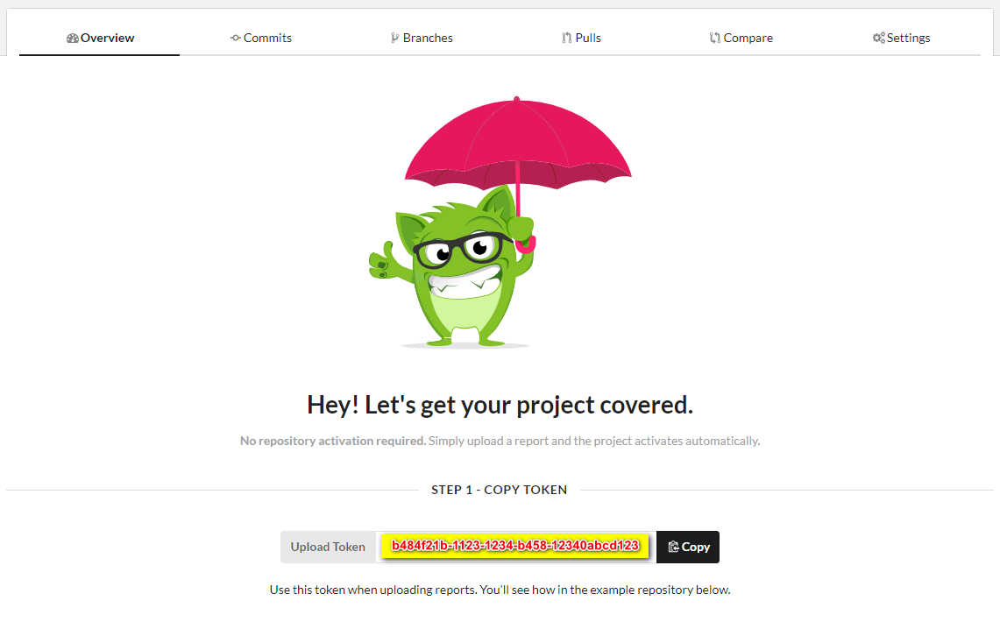 Overview Commits Branches Pulls Compare Settings
Hey! Let's get your project covered.
No repository activation required. Simply upload a report and the project activates automatically.
STEP 1 - COPY TOKEN
Upload Token b484f21b-1123-1234-b458-12340abcd123 Copy
Use this token when uploading reports. You'll see how in the example repository below.